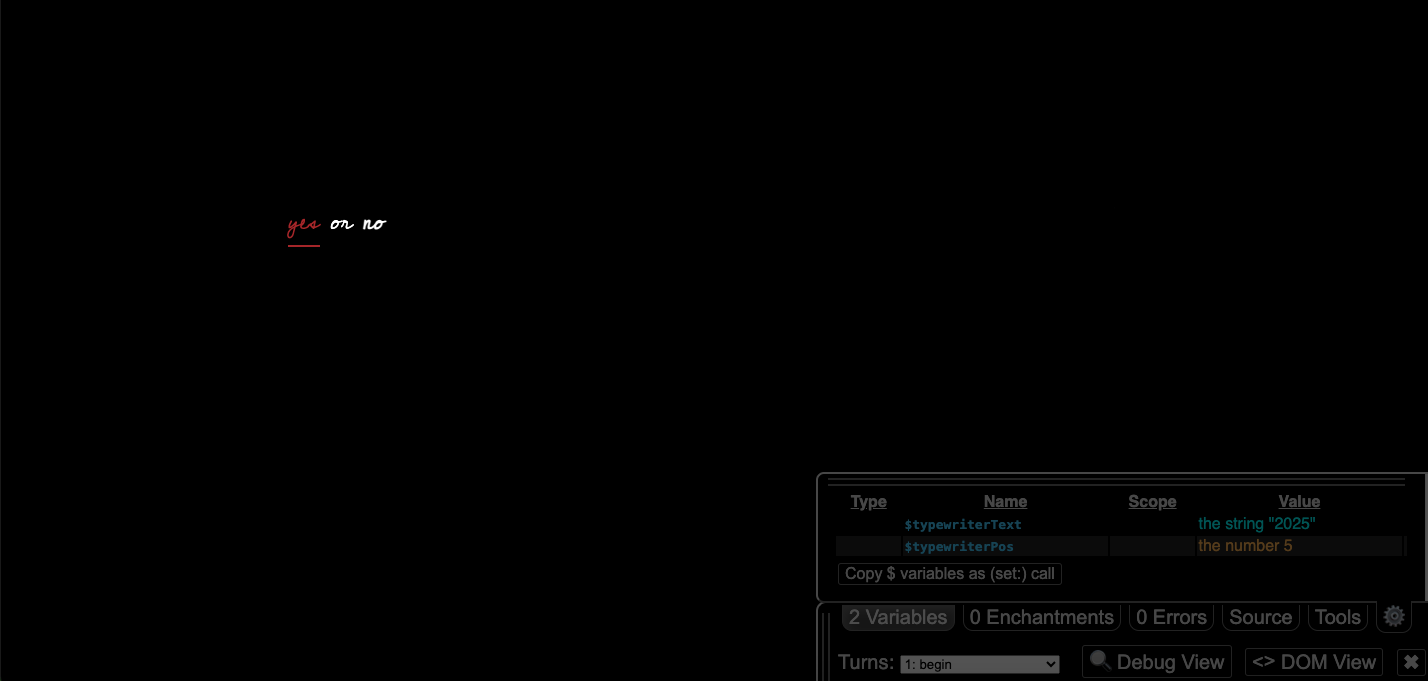 yes or no
Type Name Scope Value
$typewriterText the string "2025"
$typewriterPos the number 5
Copy $ variables as (set:) call
2 Variables 0 Enchantments 0 Errors Source Tools
Turns: 1: begin Debug View <> DOM View